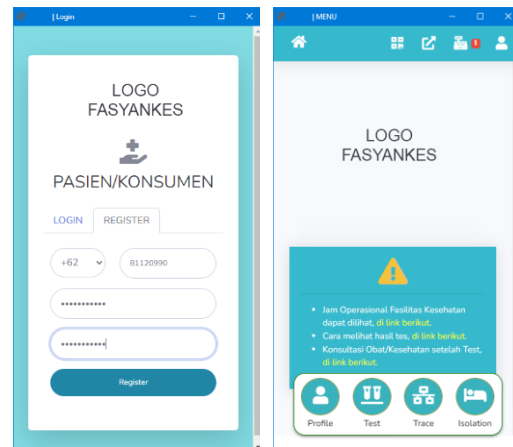 | Login
LOGO
FASYANKES
PASIEN/KONSUMEN
LOGIN
REGISTER
+62
81120990
Register
| MENU
1
LOGO
FASYANKES
Jam Operasional Fasilitas Kesehatan
dapat dilihat, di link berikut.
Cara melihat hasil tes, di link berikut.
Konsultasi Obat/Kesehatan setelah Test,
di link berikut.
Profile
Test
Trace
Isolation